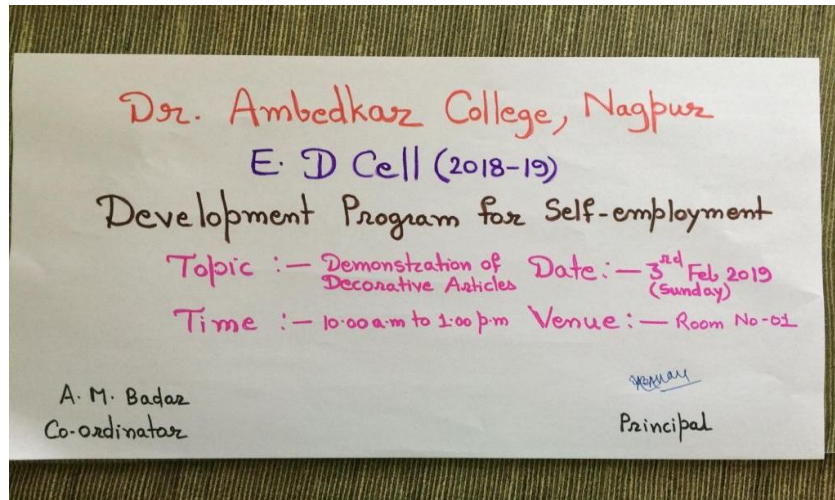 Dr. Ambedkar College, Nagpur
E. D Cell (2018-19)
Development Program for Self-employment
Topic :- Demonstration of Decorative Articles
Date :- 3rd Feb 2019 (Sunday)
Time :- 10.00 a.m to 1.00 p.m
Venue :- Room No-01
A. M. Badar
Co-ordinator
Principal